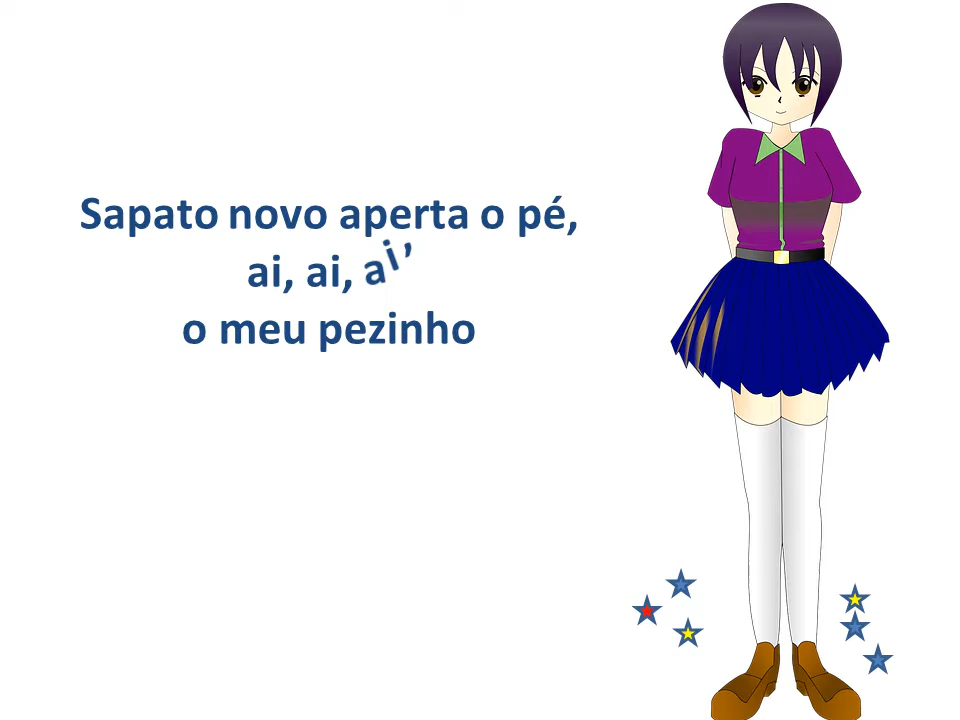 Sapato novo aperta o pé,
ai, ai, ai,
o meu pezinho